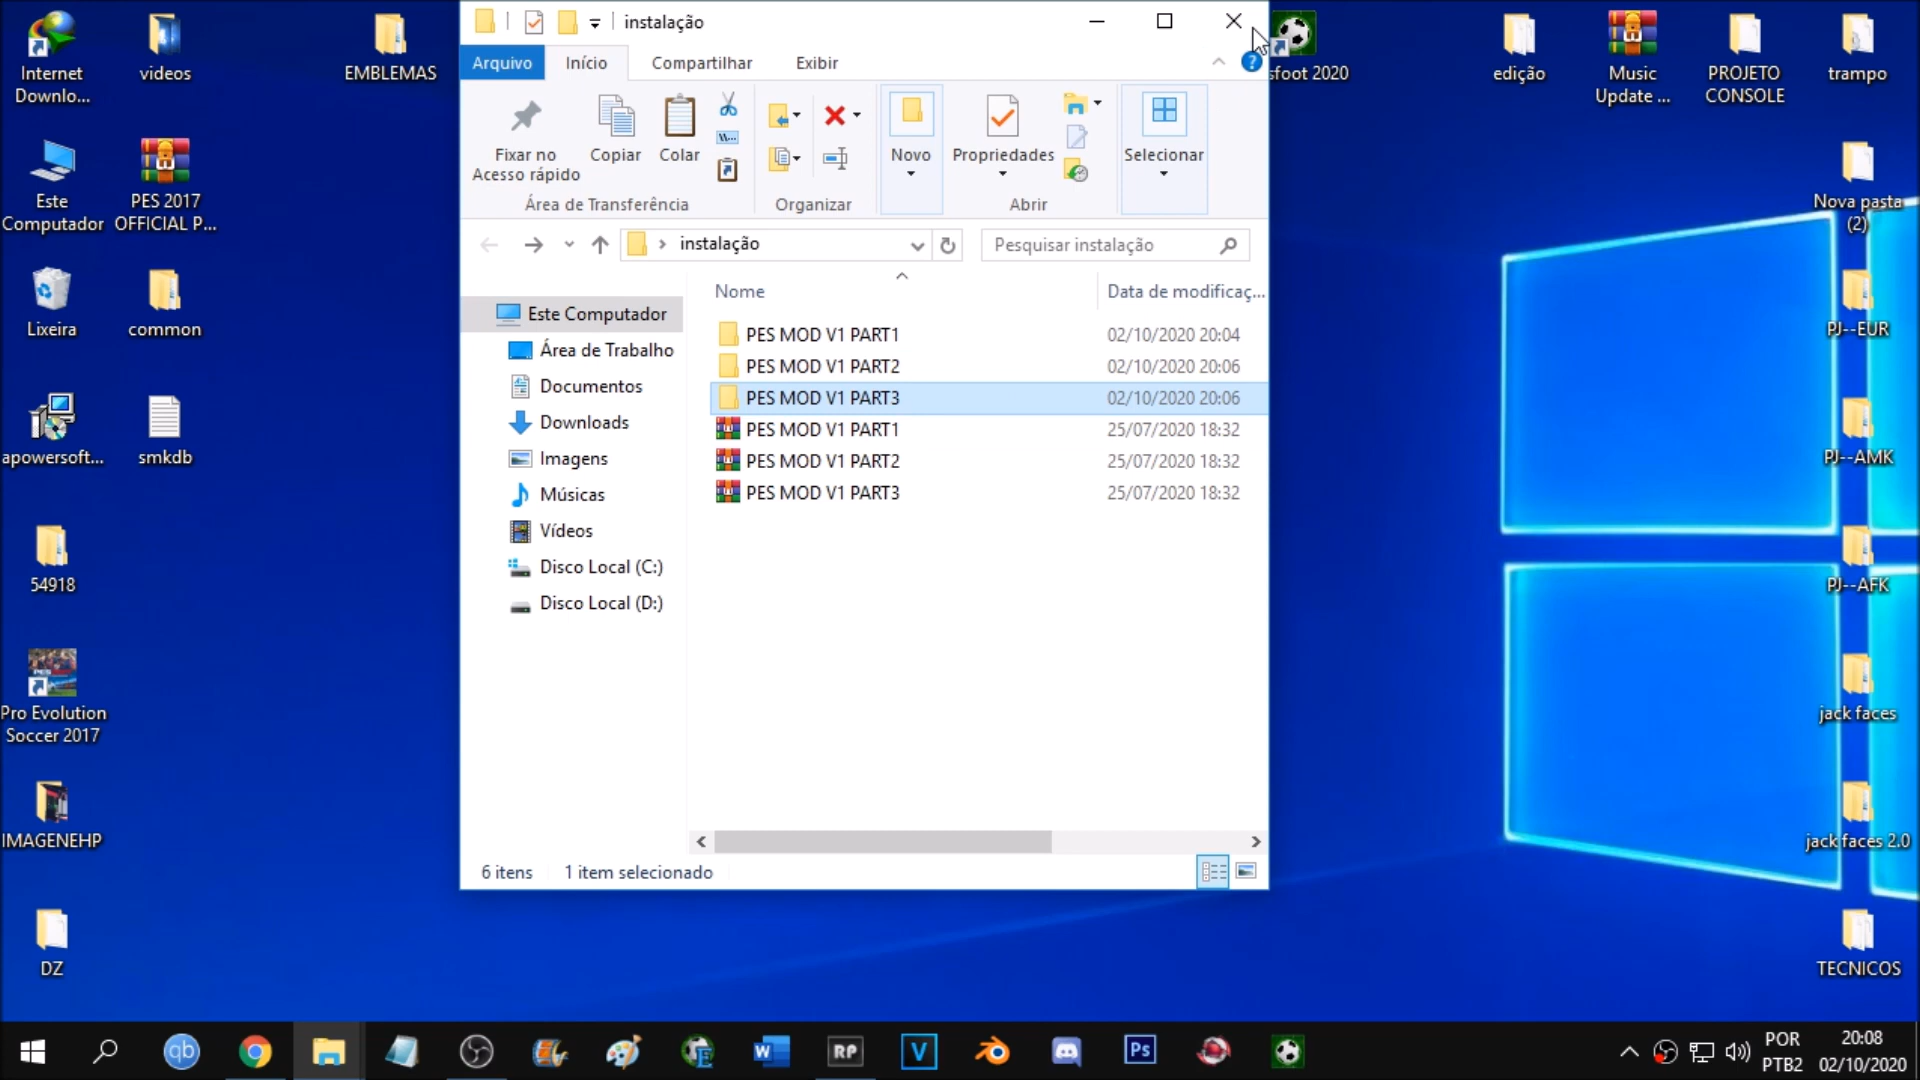 instalação
Arquivo
Início
Compartilhar
Exibir
?
Fixar no
Acesso rápido
Copiar
Colar
W...
Novo
Propriedades
Selecionar
Área de Transferência
Organizar
Abrir
instalação
Pesquisar instalação
Nome
Data de modificaç...
Este Computador
Área de Trabalho
Documentos
Downloads
Imagens
Músicas
Vídeos
Disco Local (C:)
Disco Local (D:)
PES MOD V1 PART1
02/10/2020 20:04
PES MOD V1 PART2
02/10/2020 20:06
PES MOD V1 PART3
02/10/2020 20:06
PES MOD V1 PART1
25/07/2020 18:32
PES MOD V1 PART2
25/07/2020 18:32
PES MOD V1 PART3
25/07/2020 18:32
6 itens
1 item selecionado
Internet
Downlo...
videos
EMBLEMAS
Este
Computador
PES 2017
OFFICIAL P...
Lixeira
common
apowersoft...
smkdb
54918
Pro Evolution
Soccer 2017
IMAGENEHP
DZ
sfoot 2020
edição
Music
Update ...
PROJETO
CONSOLE
trampo
Nova pasta
(2)
PJ--EUR
PJ--AMK
PJ--AFK
jack faces
jack faces 2.0
TECNICOS
qb
E
W
RP
V
Ps
POR
PTB2
20:08
02/10/2020